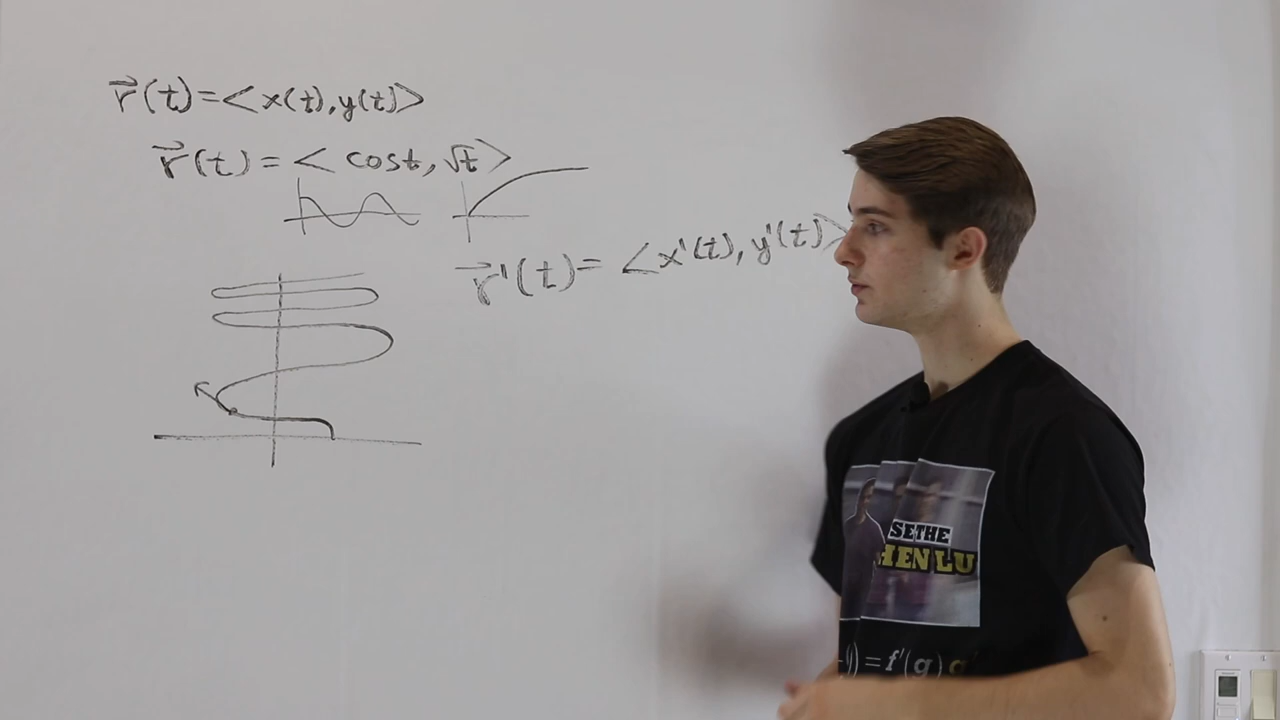 r⃗(t)=<x(t),y(t)>
r⃗(t)=< cost,√t>
r⃗'(t)= <x'(t), y'(t)>
SE THE
HEN LU
)=f'(g) g